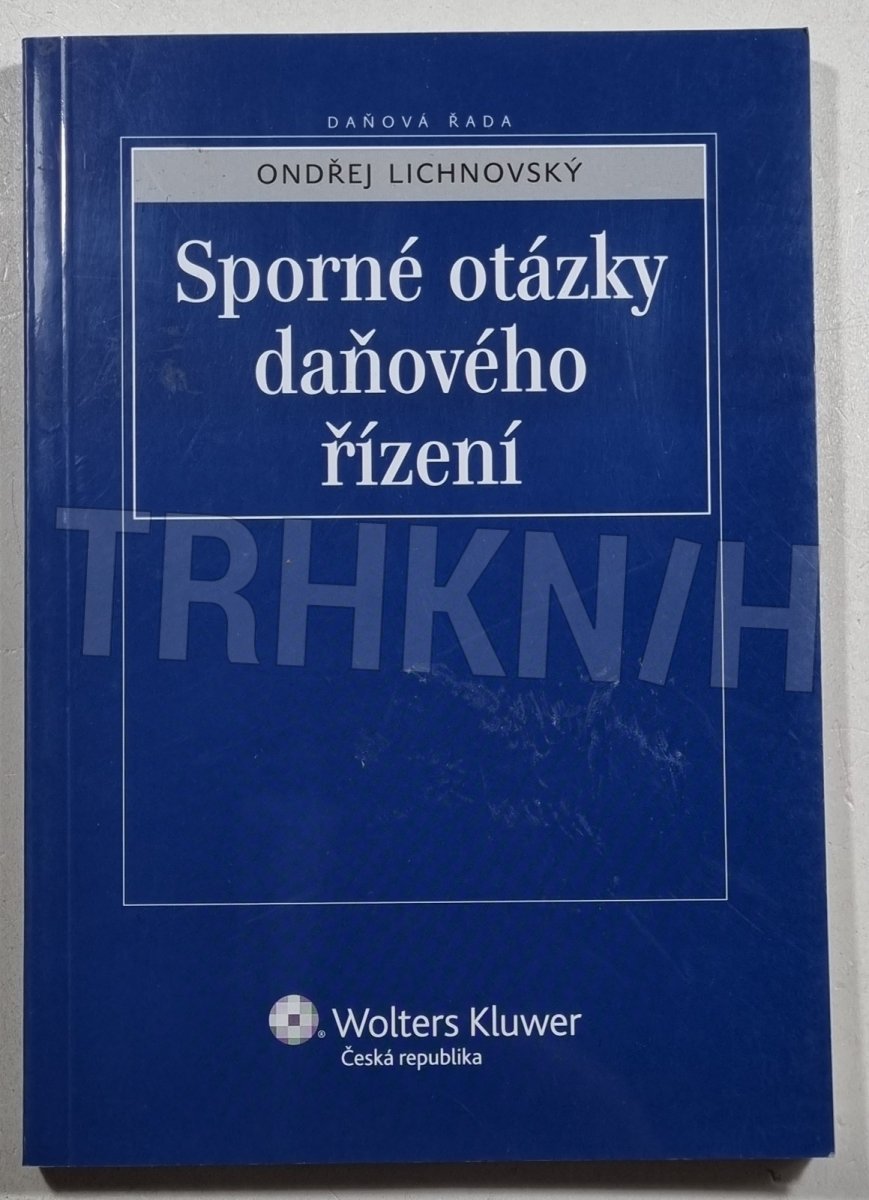 DAŇOVÁ ŘADA
ONDŘEJ LICHNOVSKÝ
Sporné otázky
daňového
řízení
TRHKNIH
Wolters Kluwer
Česká republika